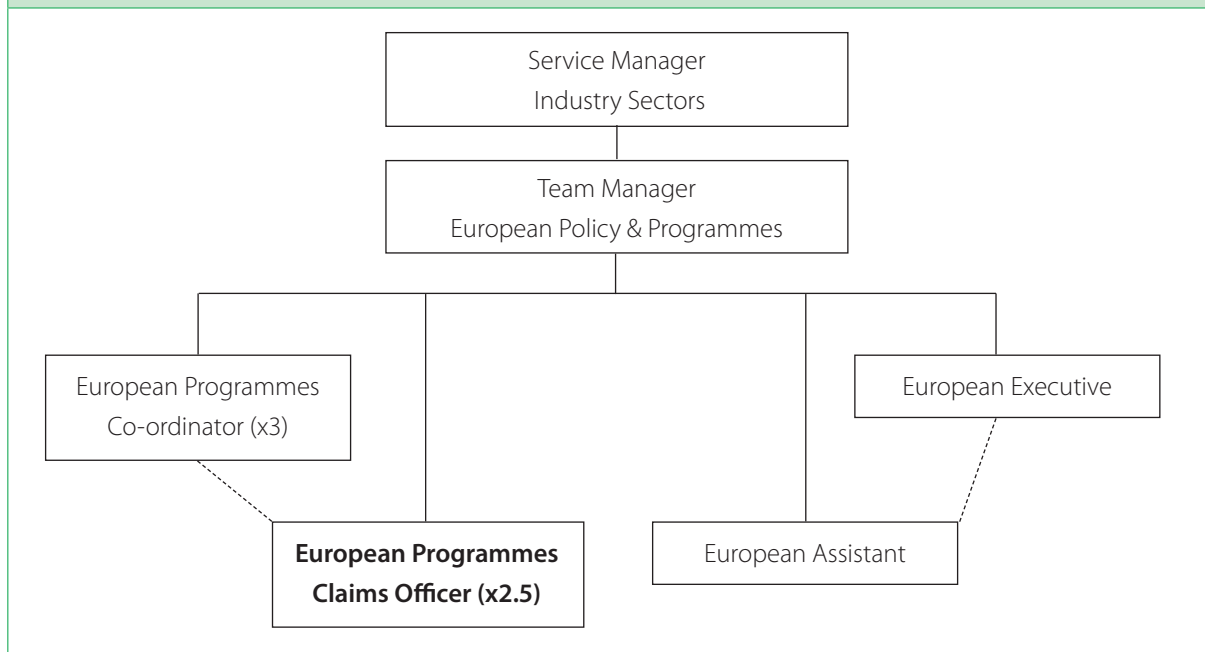 Service Manager
Industry Sectors
Team Manager
European Policy & Programmes
European Programmes
Co-ordinator (x3)
European Executive
European Programmes
Claims Officer (x2.5)
European Assistant